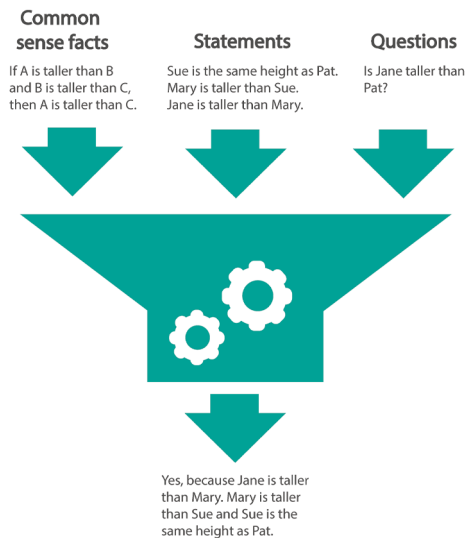 Common
sense facts
If A is taller than B
and B is taller than C,
then A is taller than C.
Statements
Sue is the same height as Pat.
Mary is taller than Sue.
Jane is taller than Mary.
Questions
Is Jane taller than
Pat?
Yes, because Jane is taller
than Mary. Mary is taller
than Sue and Sue is the
same height as Pat.